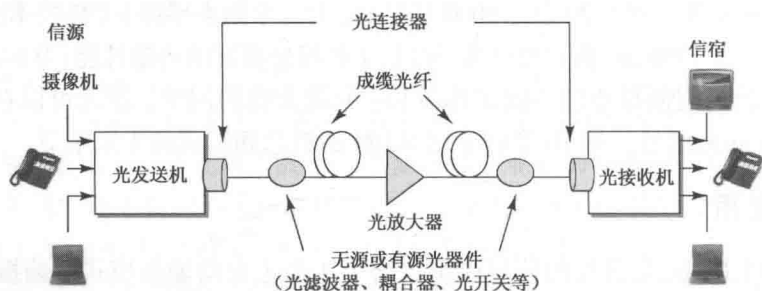 信源
光连接器
信宿
摄像机
成缆光纤
光发送机
光接收机
光放大器
无源或有源光器件
（光滤波器、耦合器、光开关等）